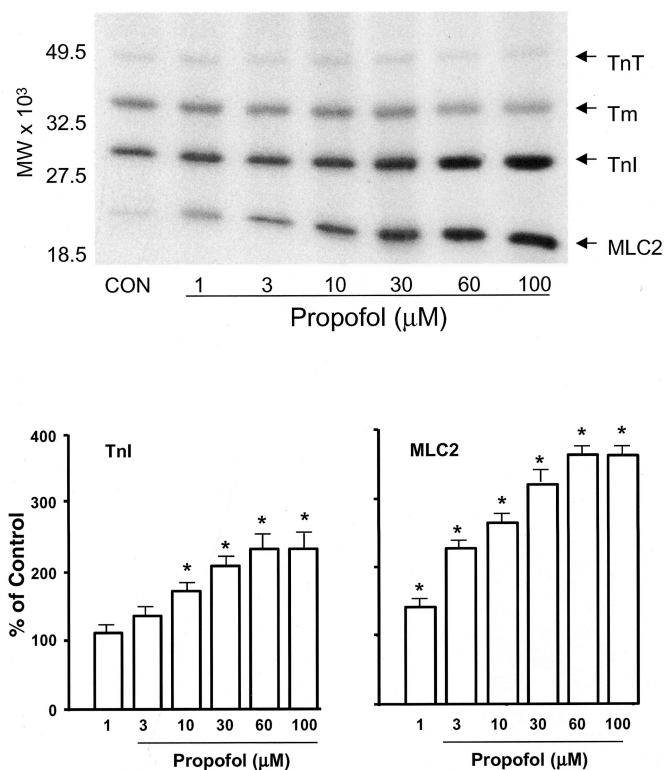 49.5
32.5
27.5
18.5
MW x 10³
TnT
Tm
TnI
MLC2
CON 1 3 10 30 60 100
Propofol (μM)
TnI
400
300
200
100
0
% of Control
* * * *
1 3 10 30 60 100
Propofol (μM)
MLC2
* * * * * *
1 3 10 30 60 100
Propofol (μM)